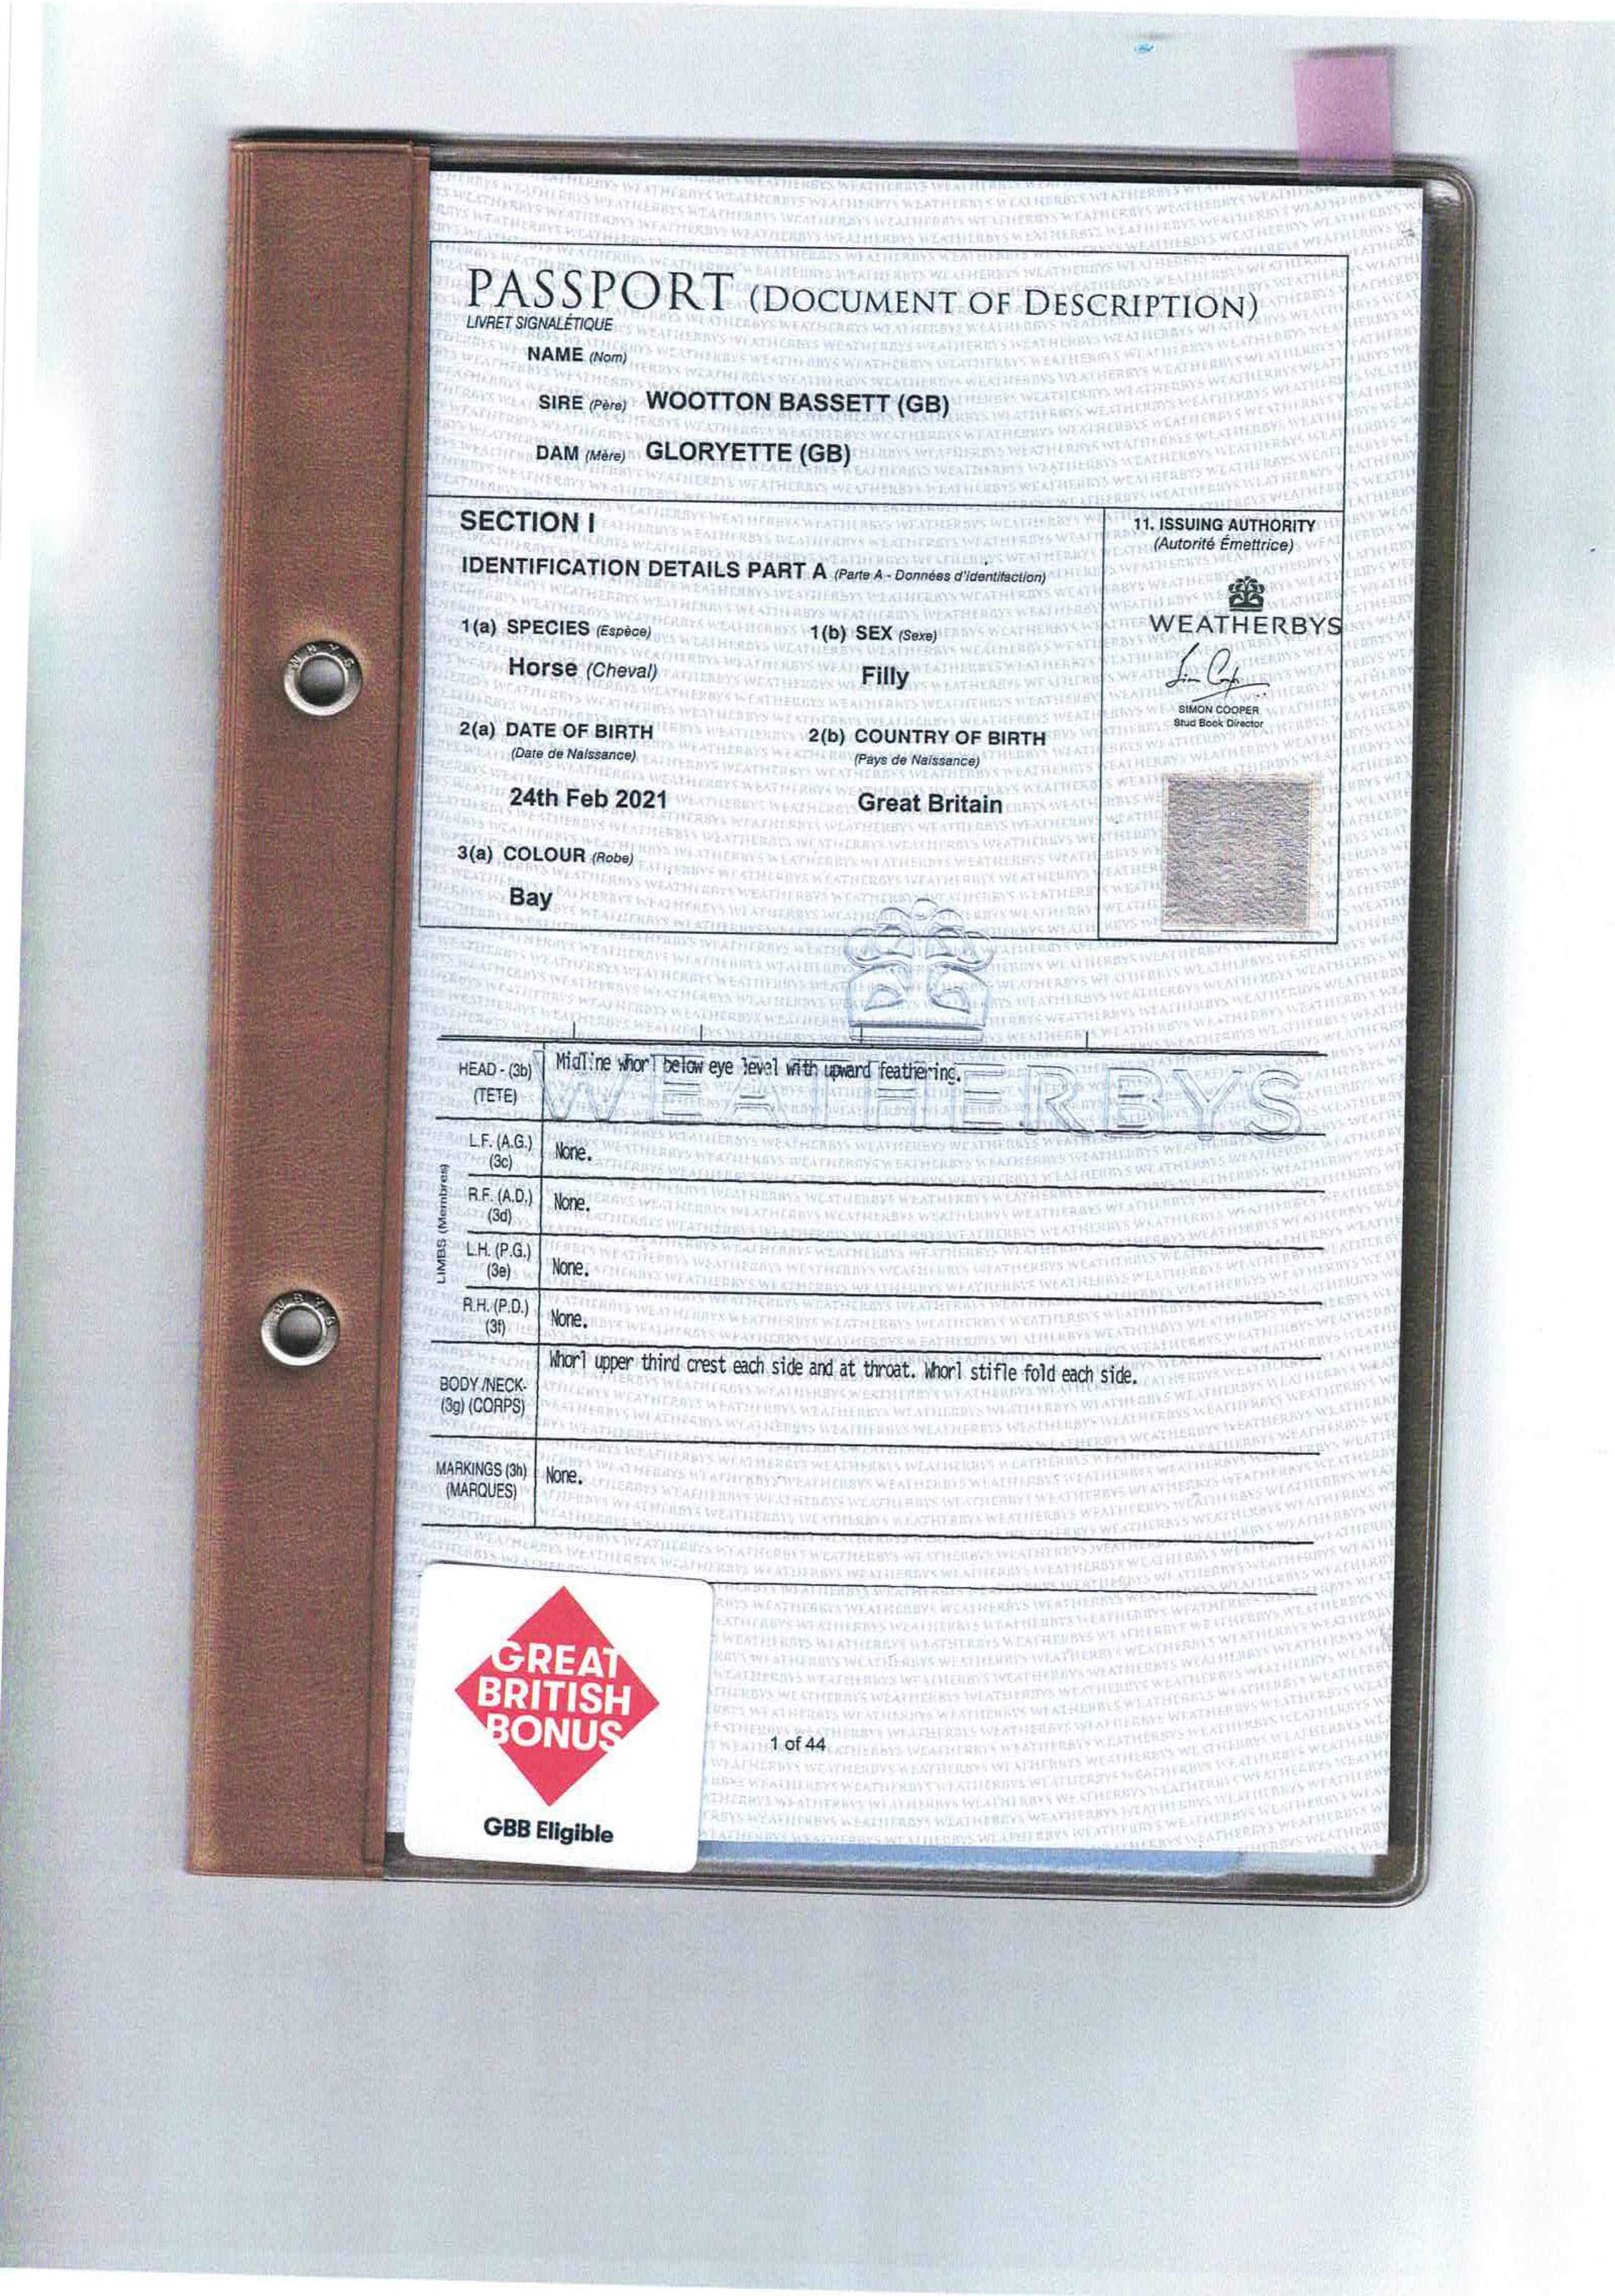 PASSPORT (DOCUMENT OF DESCRIPTION)
LIVRET SIGNALÉTIQUE
NAME (Nom)
SIRE (Père) WOOTTON BASSETT (GB)
DAM (Mère) GLORYETTE (GB)
SECTION I
IDENTIFICATION DETAILS PART A (Parte A - Données d'identifaction)
1(a) SPECIES (Espèce)
Horse (Cheval)
1(b) SEX (Sexe)
Filly
2(a) DATE OF BIRTH
(Date de Naissance)
24th Feb 2021
2(b) COUNTRY OF BIRTH
(Pays de Naissance)
Great Britain
3(a) COLOUR (Robe)
Bay
11. ISSUING AUTHORITY
(Autorité Émettrice)
WEATHERBYS
SIMON COOPER
Stud Book Director
WEATHERBYS
HEAD - (3b)
(TETE)
Midline whorl below eye level with upward feathering.
LIMBS (Membres)
L.F. (A.G.)
(3c)
None.
R.F. (A.D.)
(3d)
None.
L.H. (P.G.)
(3e)
None.
R.H. (P.D.)
(3f)
None.
BODY/NECK-
(3g) (CORPS)
Whorl upper third crest each side and at throat. Whorl stifle fold each side.
MARKINGS (3h)
(MARQUES)
None.
GREAT
BRITISH
BONUS
GBB Eligible
1 of 44